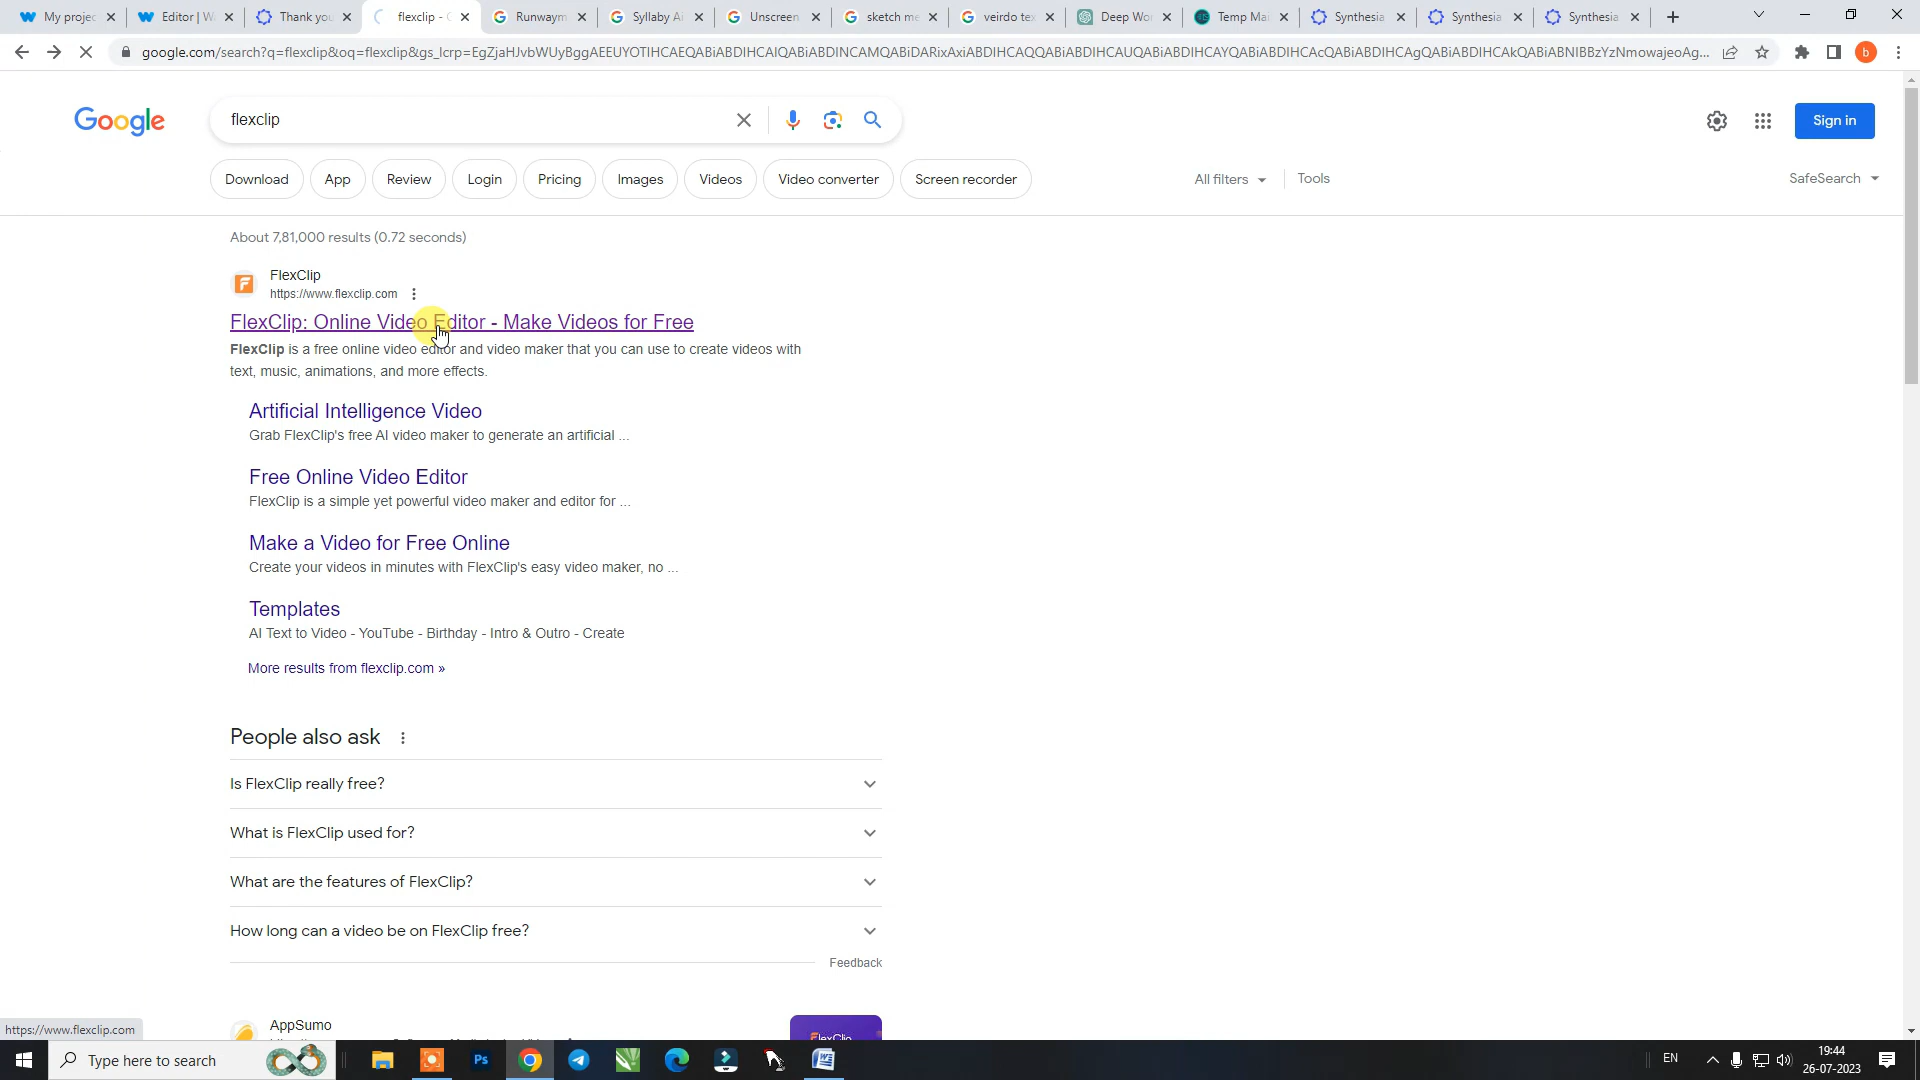 My projec
Editor | W
Thank you
flexclip - G
Runwaym
Syllaby Ai
Unscreen
sketch me
veirdo tex
Deep Wo
Temp Mai
Synthesia
Synthesia
Synthesia
Google
flexclip
Sign in
Download
App
Review
Login
Pricing
Images
Videos
Video converter
Screen recorder
All filters
Tools
SafeSearch
About 7,81,000 results (0.72 seconds)
FlexClip
https://www.flexclip.com
FlexClip: Online Video Editor - Make Videos for Free
FlexClip is a free online video editor and video maker that you can use to create videos with
text, music, animations, and more effects.
Artificial Intelligence Video
Grab FlexClip's free AI video maker to generate an artificial ...
Free Online Video Editor
FlexClip is a simple yet powerful video maker and editor for ...
Make a Video for Free Online
Create your videos in minutes with FlexClip's easy video maker, no ...
Templates
AI Text to Video - YouTube - Birthday - Intro & Outro - Create
More results from flexclip.com »
People also ask
Is FlexClip really free?
What is FlexClip used for?
What are the features of FlexClip?
How long can a video be on FlexClip free?
Feedback
AppSumo
FlexClip
https://www.flexclip.com
Type here to search
EN
19:44
26-07-2023